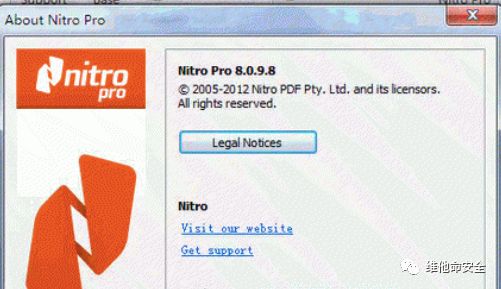 About Nitro Pro
nitro
pro
Nitro Pro 8.0.9.8
© 2005-2012 Nitro PDF Pty. Ltd. and its licensors.
All rights reserved.
Legal Notices
Nitro
Visit our website
Get support
维他命安全